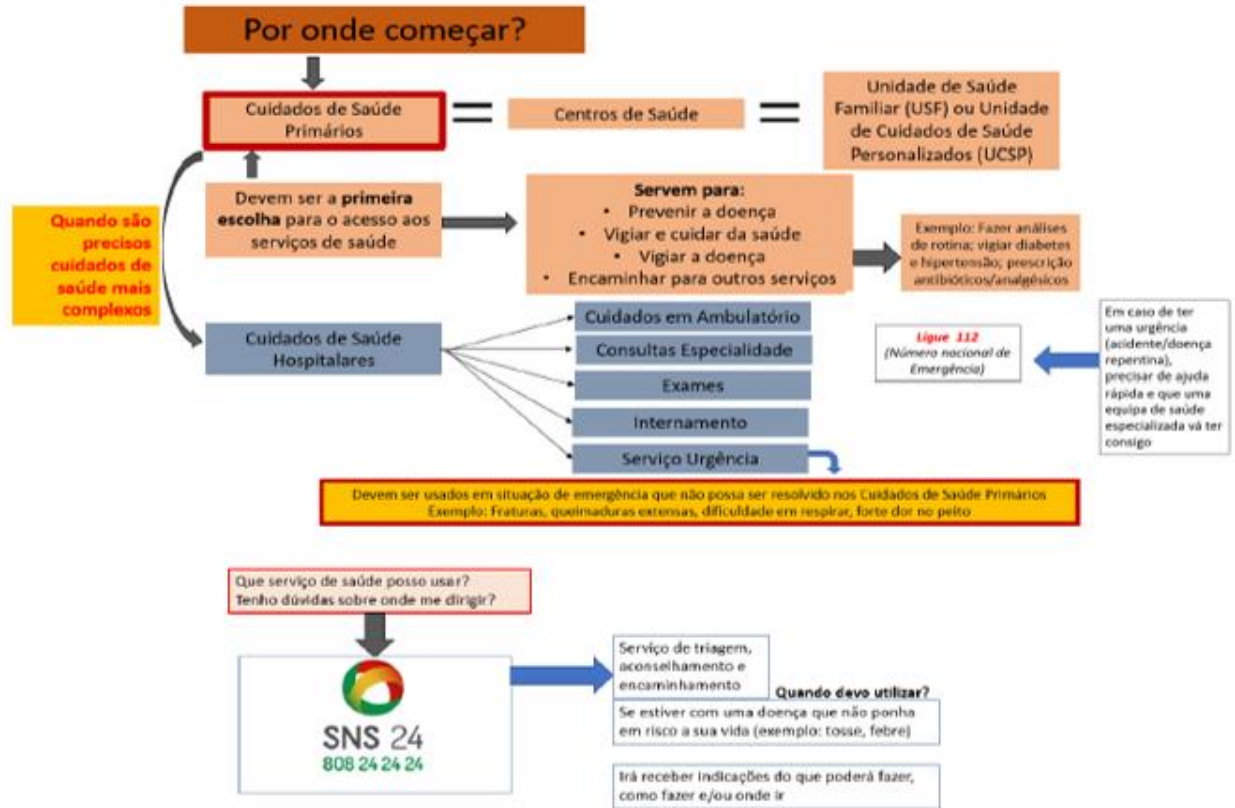 Por onde começar?
Cuidados de Saúde
Primários
=
Centros de Saúde
=
Unidade de Saúde
Familiar (USF) ou Unidade
de Cuidados de Saúde
Personalizados (UCSP)
Quando são
precisos
cuidados de
saúde mais
complexos
Devem ser a primeira
escolha para o acesso aos
serviços de saúde
Servem para:
• Prevenir a doença
• Vigiar e cuidar da saúde
• Vigiar a doença
• Encaminhar para outros serviços
Exemplo: Fazer análises
de rotina; vigiar diabetes
e hipertensão; prescrição
antibióticos/analgésicos
Cuidados de Saúde
Hospitalares
Cuidados em Ambulatório
Consultas Especialidade
Exames
Internamento
Serviço Urgência
Ligue 112
(Número nacional de
Emergência)
Em caso de ter
uma urgência
(acidente/doença
repentina),
precisar de ajuda
rápida e que uma
equipa de saúde
especializada vá ter
consigo
Devem ser usados em situação de emergência que não possa ser resolvido nos Cuidados de Saúde Primários
Exemplo: Fraturas, queimaduras extensas, dificuldade em respirar, forte dor no peito
Que serviço de saúde posso usar?
Tenho dúvidas sobre onde me dirigir?
SNS 24
808 24 24 24
Serviço de triagem,
aconselhamento e
encaminhamento
Quando devo utilizar?
Se estiver com uma doença que não ponha
em risco a sua vida (exemplo: tosse, febre)
Irá receber indicações do que poderá fazer,
como fazer e/ou onde ir